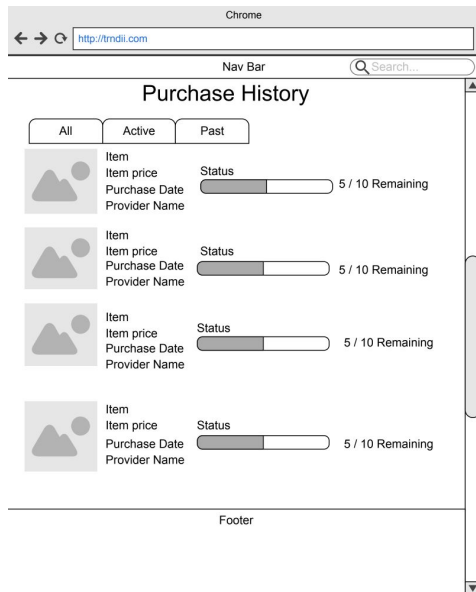 Chrome
http://trndii.com
Nav Bar
Search...
Purchase History
All Active Past
Item
Item price
Purchase Date
Provider Name
Status
5 / 10 Remaining
Item
Item price
Purchase Date
Provider Name
Status
5 / 10 Remaining
Item
Item price
Purchase Date
Provider Name
Status
5 / 10 Remaining
Item
Item price
Purchase Date
Provider Name
Status
5 / 10 Remaining
Footer